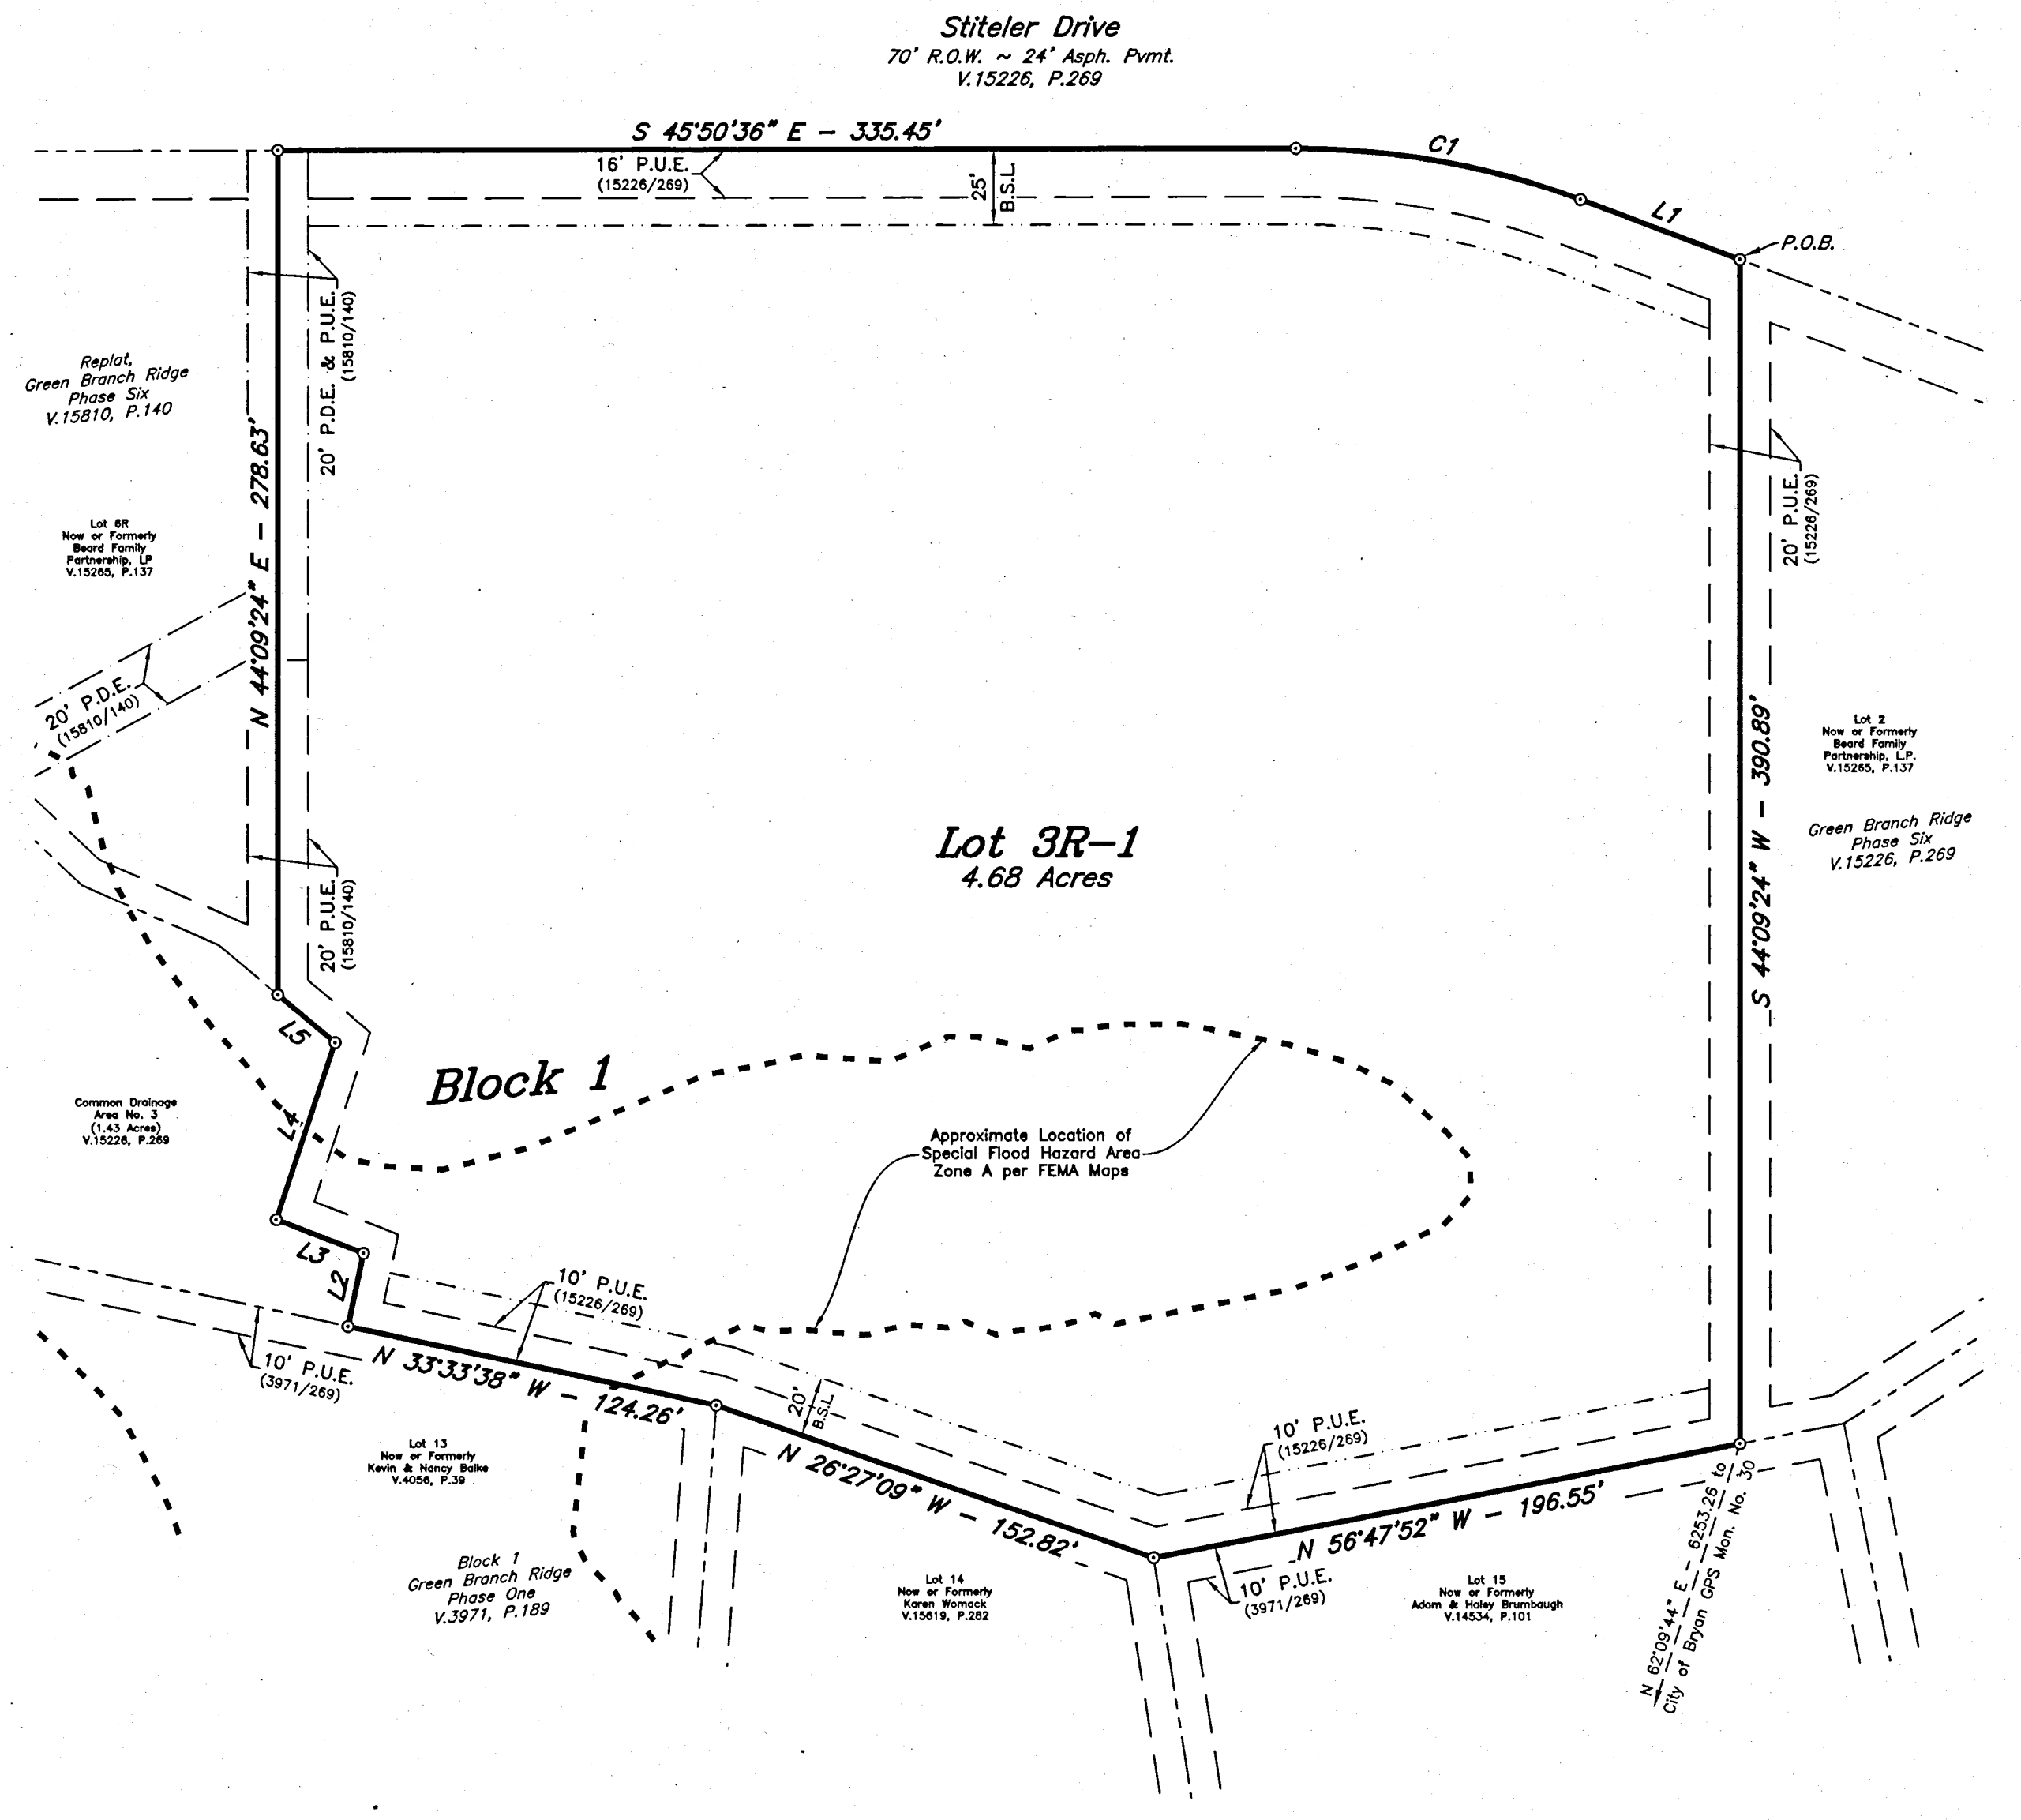 Stiteler Drive
70' R.O.W. ~ 24' Asph. Pvmt.
V.15226, P.269
S 45°50'36" E - 335.45'
C1
16' P.U.E.
(15226/269)
25'
B.S.L.
L1
P.O.B.
20' P.D.E. & P.U.E.
(15810/140)
Replat,
Green Branch Ridge
Phase Six
V.15810, P.140
N 44°09'24" E - 278.63'
Lot 6R
Now or Formerly
Beard Family
Partnership, LP
V.15265, P.137
20' P.D.E.
(15810/140)
20' P.U.E.
(15226/269)
S 44°09'24" W - 390.89'
Lot 2
Now or Formerly
Beard Family
Partnership, L.P.
V.15265, P.137
Green Branch Ridge
Phase Six
V.15226, P.269
Lot 3R-1
4.68 Acres
20' P.U.E.
(15810/140)
L5
Block 1
L4
Common Drainage
Area No. 3
(1.43 Acres)
V.15226, P.269
Approximate Location of
Special Flood Hazard Area
Zone A per FEMA Maps
L3
L2
10' P.U.E.
(15226/269)
10' P.U.E.
(3971/269)
N 33°33'38" W - 124.26'
20'
B.S.L.
Lot 13
Now or Formerly
Kevin & Nancy Balke
V.4056, P.39
N 26°27'09" W - 152.82'
10' P.U.E.
(15226/269)
N 56°47'52" W - 196.55'
Block 1
Green Branch Ridge
Phase One
V.3971, P.189
Lot 14
Now or Formerly
Karen Womack
V.15619, P.282
10' P.U.E.
(3971/269)
Lot 15
Now or Formerly
Adam & Haley Brumbaugh
V.14534, P.101
N 62°09'44" E - 6253.26 to
City of Bryan GPS Mon. No. 30